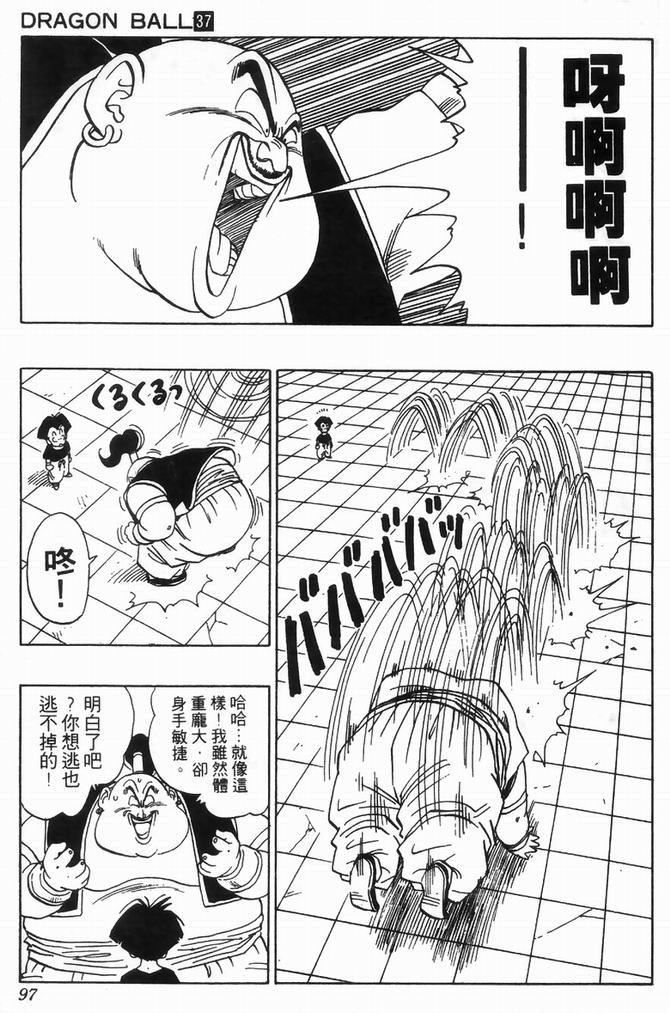 DRAGON BALL 37
呀啊啊啊——！
ババババババッ
くるくるっ
咚！
哈哈…就像這
樣！我雖然體
重龐大．卻
身手敏捷。
明白了吧
？你想逃也
逃不掉的！
97